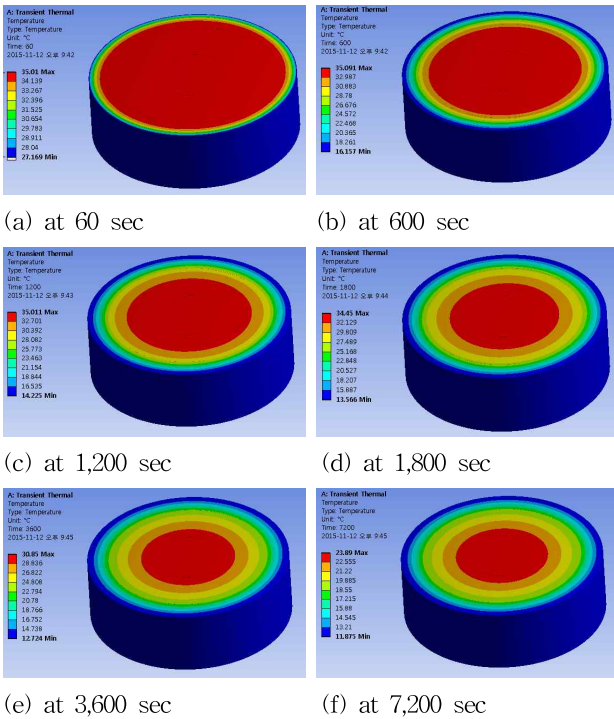 A: Transient Thermal
Temperature
Type: Temperature
Unit: °C
Time: 60
2015-11-12 오후 9:42
35.01 Max
34.139
33.267
32.396
31.525
30.654
29.783
28.911
28.04
27.169 Min
(a) at 60 sec
A: Transient Thermal
Temperature
Type: Temperature
Unit: °C
Time: 600
2015-11-12 오후 9:42
35.091 Max
32.987
30.883
28.78
26.676
24.572
22.468
20.365
18.261
16.157 Min
(b) at 600 sec
A: Transient Thermal
Temperature
Type: Temperature
Unit: °C
Time: 1200
2015-11-12 오후 9:43
35.011 Max
32.701
30.392
28.082
25.773
23.463
21.154
18.844
16.535
14.225 Min
(c) at 1,200 sec
A: Transient Thermal
Temperature
Type: Temperature
Unit: °C
Time: 1800
2015-11-12 오후 9:44
34.45 Max
32.129
29.809
27.489
25.168
22.848
20.527
18.207
15.887
13.566 Min
(d) at 1,800 sec
A: Transient Thermal
Temperature
Type: Temperature
Unit: °C
Time: 3600
2015-11-12 오후 9:45
30.85 Max
28.836
26.822
24.808
22.794
20.78
18.766
16.752
14.738
12.724 Min
(e) at 3,600 sec
A: Transient Thermal
Temperature
Type: Temperature
Unit: °C
Time: 7200
2015-11-12 오후 9:45
23.89 Max
22.555
21.22
19.885
18.55
17.215
15.88
14.545
13.21
11.875 Min
(f) at 7,200 sec